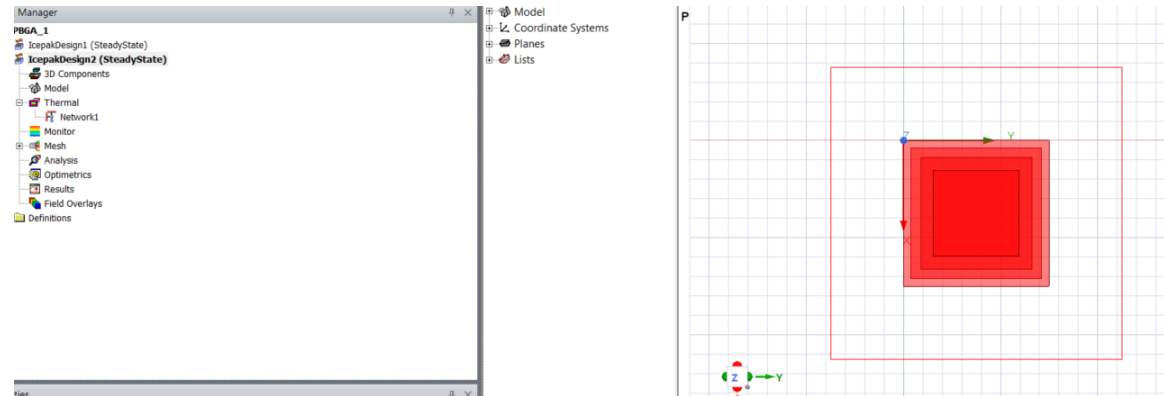 Manager
PBGA_1
IcepakDesign1 (SteadyState)
IcepakDesign2 (SteadyState)
3D Components
Model
Thermal
Network1
Monitor
Mesh
Analysis
Optimetrics
Results
Field Overlays
Definitions
Model
Coordinate Systems
Planes
Lists
P
Z
Y
X
Z
Y